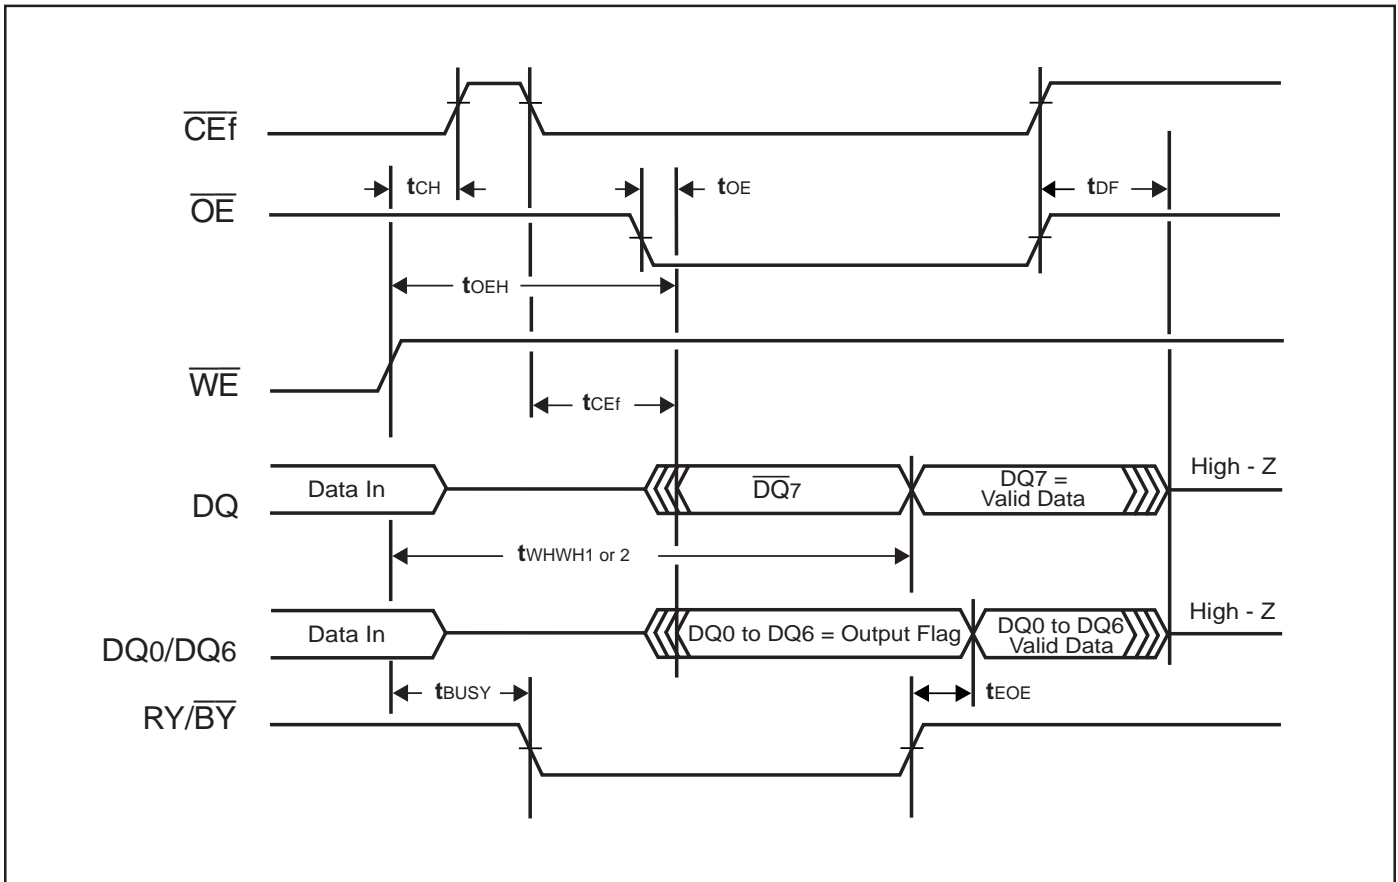 CEf
tCH
tOE
tDF
OE
tOEH
WE
tCEf
DQ
Data In
DQ7
DQ7 =
Valid Data
High - Z
tWHWH1 or 2
DQ0/DQ6
Data In
DQ0 to DQ6 = Output Flag
DQ0 to DQ6
Valid Data
High - Z
tBUSY
tEOE
RY/BY